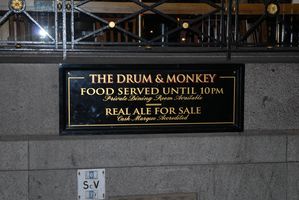 THE DRUM & MONKEY
FOOD SERVED UNTIL 10PM
Private Dining Room Available
REAL ALE FOR SALE
Cask Marque Accredited
S V